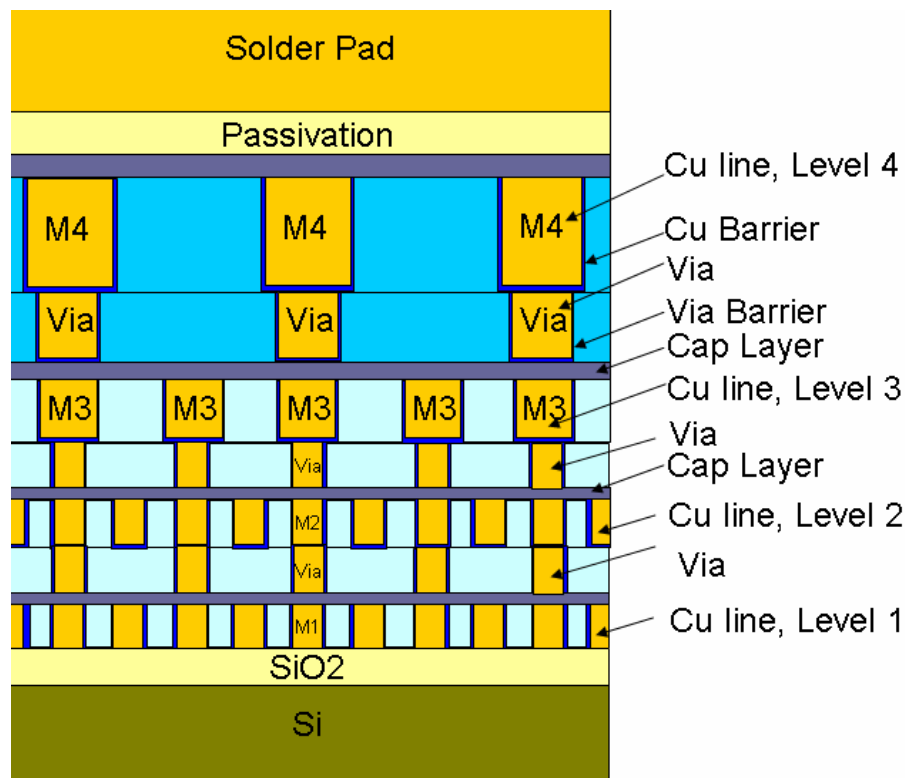 Solder Pad
Passivation
Cu line, Level 4
M4 M4 M4
Cu Barrier
Via
Via Via Via
Via Barrier
Cap Layer
Cu line, Level 3
M3 M3 M3 M3 M3
Via
Via
Cap Layer
Cu line, Level 2
M2
Via
Via
Cu line, Level 1
M1
SiO2
Si